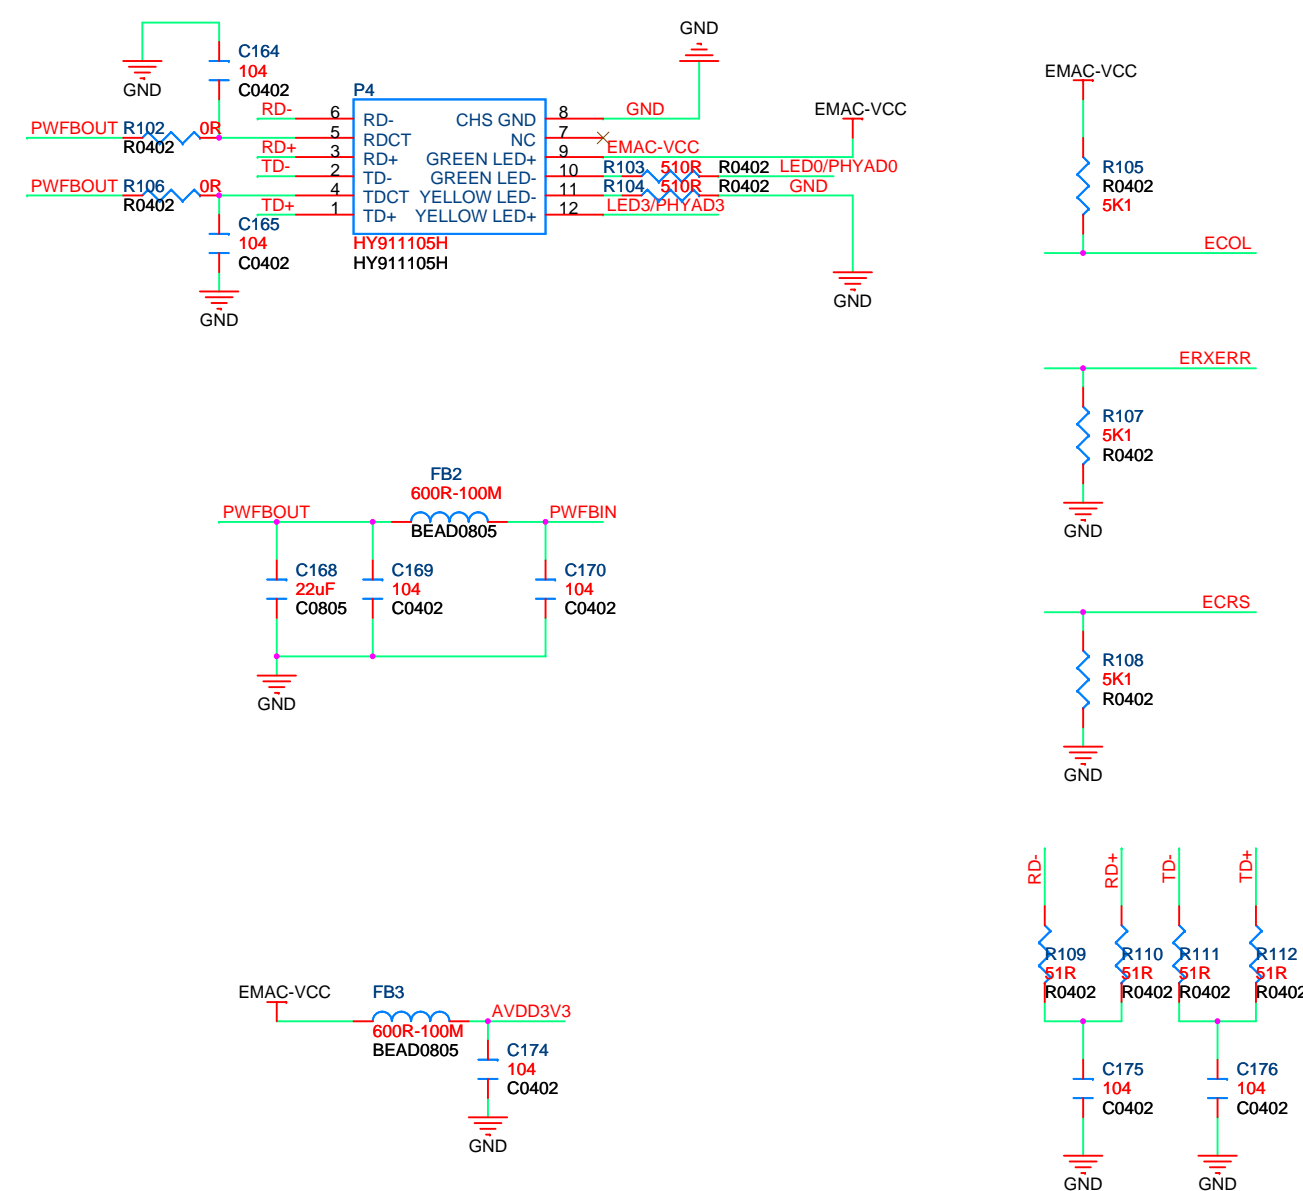 GND
C164
104
C0402
GND
P4
RD-
6
RD-
CHS GND
8
GND
EMAC-VCC
PWFBOUT
R102
0R
R0402
5
RDCT
NC
7
RD+
3
RD+
GREEN LED+
9
EMAC-VCC
TD-
2
TD-
GREEN LED-
10
R103
510R
R0402
LED0/PHYAD0
PWFBOUT
R106
0R
R0402
4
TDCT
YELLOW LED-
11
R104
510R
R0402
GND
TD+
1
TD+
YELLOW LED+
12
LED3/PHYAD3
C165
104
C0402
GND
HY911105H
HY911105H
GND
EMAC-VCC
R105
R0402
5K1
ECOL
ERXERR
R107
5K1
R0402
GND
FB2
600R-100M
BEAD0805
PWFBOUT
PWFBIN
C168
22uF
C0805
C169
104
C0402
C170
104
C0402
GND
ECRS
R108
5K1
R0402
GND
EMAC-VCC
FB3
600R-100M
BEAD0805
AVDD3V3
C174
104
C0402
GND
RD-
RD+
TD-
TD+
R109
51R
R0402
R110
51R
R0402
R111
51R
R0402
R112
51R
R0402
C175
104
C0402
GND
C176
104
C0402
GND